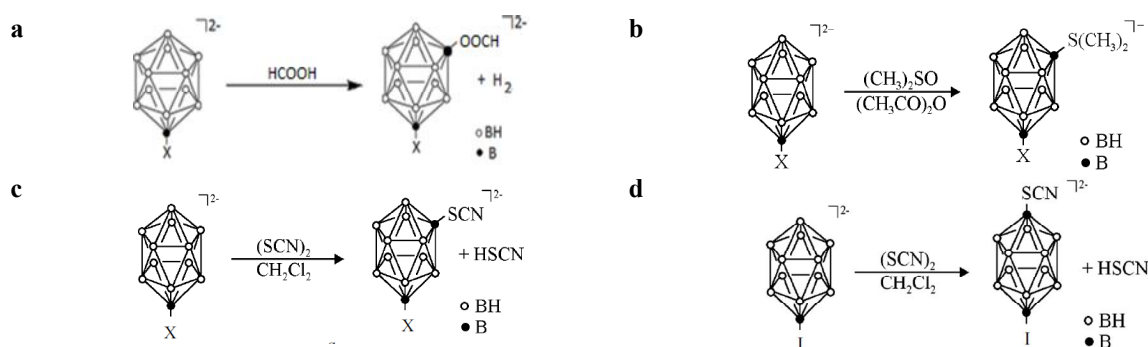 a
⁊2-
HCOOH
⁊2-
OOCH
+ H₂
○ BH
● B
X
X
b
⁊2−
(CH₃)₂SO
(CH₃CO)₂O
⁊−
S(CH₃)₂
○ BH
● B
X
X
c
⁊2-
(SCN)₂
CH₂Cl₂
⁊2-
SCN
+ HSCN
○ BH
● B
X
X
d
⁊2-
(SCN)₂
CH₂Cl₂
SCN ⁊2-
+ HSCN
○ BH
● B
I
I